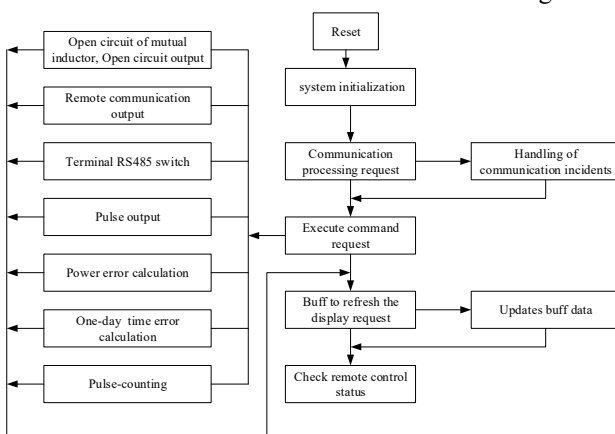 Reset
system initialization
Communication
processing request
Handling of
communication incidents
Execute command
request
Buff to refresh the
display request
Updates buff data
Check remote control
status
Open circuit of mutual
inductor, Open circuit output
Remote communication
output
Terminal RS485 switch
Pulse output
Power error calculation
One-day time error
calculation
Pulse-counting